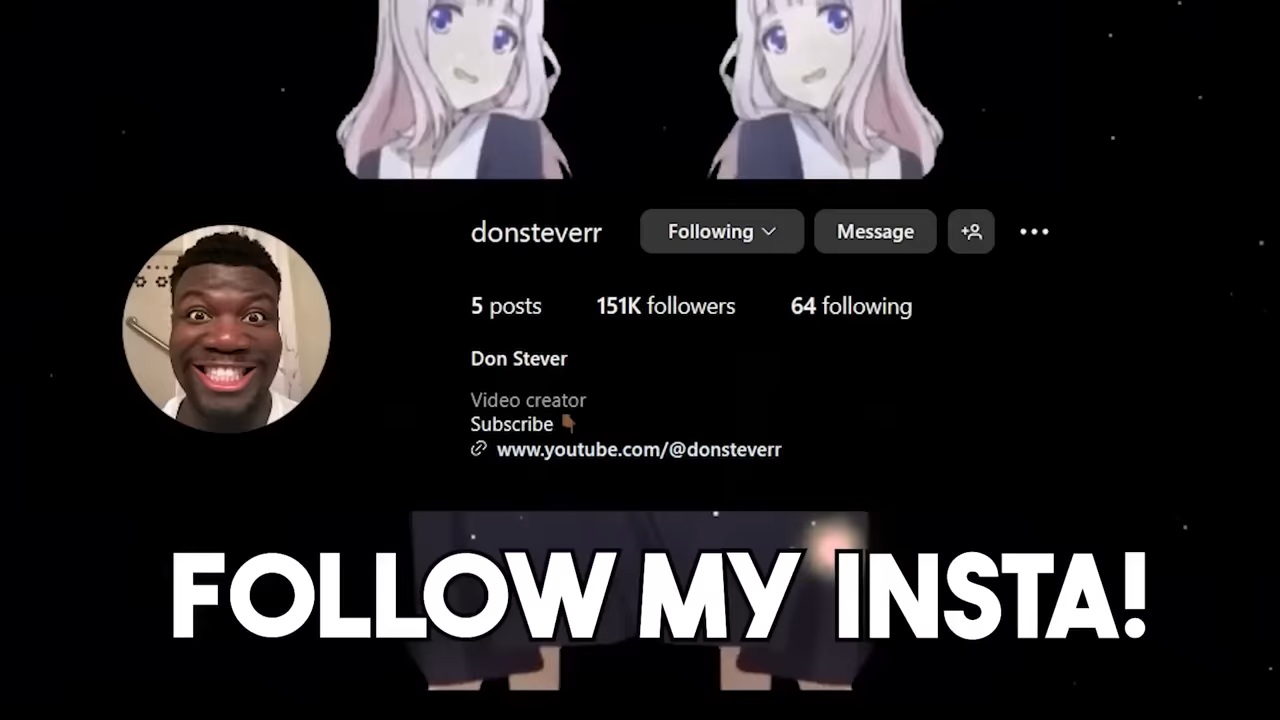 donsteverr Following Message
5 posts 151K followers 64 following
Don Stever
Video creator
Subscribe 👇🏾
www.youtube.com/@donsteverr
FOLLOW MY INSTA!